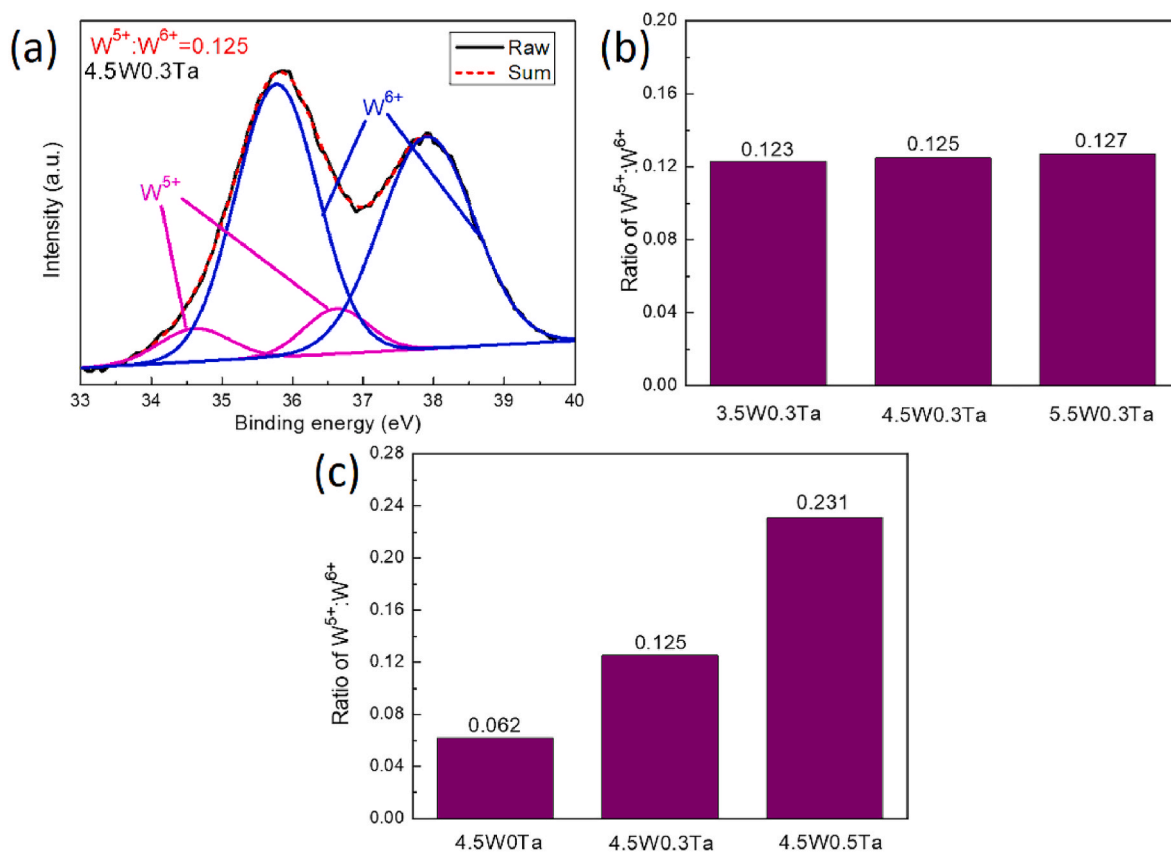 (a)
W5+:W6+=0.125
4.5W0.3Ta
Raw
Sum
W6+
W5+
Intensity (a.u.)
33 34 35 36 37 38 39 40
Binding energy (eV)
(b)
0.20
0.16
0.12
0.08
0.04
0.00
Ratio of W5+:W6+
0.123 0.125 0.127
3.5W0.3Ta 4.5W0.3Ta 5.5W0.3Ta
(c)
0.28
0.24
0.20
0.16
0.12
0.08
0.04
0.00
Ratio of W5+:W6+
0.062
0.125
0.231
4.5W0Ta 4.5W0.3Ta 4.5W0.5Ta